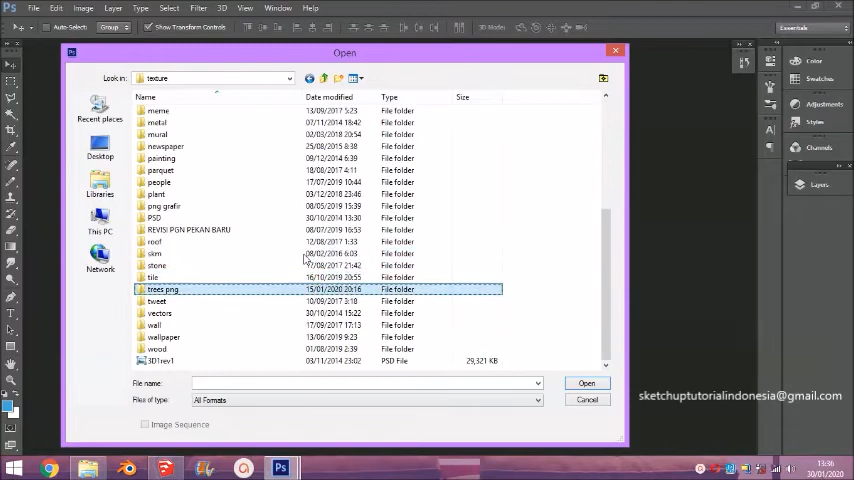 Ps File Edit Image Layer Type Select Filter 3D View Window Help
Auto-Select: Group Show Transform Controls 3D Mode: Essentials
Open
Look in: texture
Name Date modified Type Size
meme 13/09/2017 5:23 File folder
metal 07/11/2014 18:42 File folder
mural 02/03/2018 20:54 File folder
newspaper 25/08/2015 8:38 File folder
painting 09/12/2014 6:39 File folder
parquet 18/08/2017 4:11 File folder
people 17/07/2019 10:44 File folder
plant 03/12/2018 23:46 File folder
png grafir 08/05/2019 15:39 File folder
PSD 30/10/2014 13:30 File folder
REVISI PGN PEKAN BARU 08/07/2019 16:53 File folder
roof 12/08/2017 1:33 File folder
skm 08/02/2016 6:03 File folder
stone /08/2017 21:42 File folder
tile 16/10/2019 20:55 File folder
trees png 15/01/2020 20:16 File folder
tweet 10/09/2017 3:18 File folder
vectors 30/10/2014 15:22 File folder
wall 17/09/2017 17:13 File folder
wallpaper 13/06/2019 9:23 File folder
wood 01/08/2019 2:39 File folder
3D1rev1 03/11/2014 23:02 PSD File 29,321 KB
Recent places
Desktop
Libraries
This PC
Network
File name: Open
Files of type: All Formats Cancel
Image Sequence
Color
Swatches
Adjustments
Styles
Channels
Layers
sketchuptutorialindonesia@gmail.com
Ps
13:36
30/01/2020